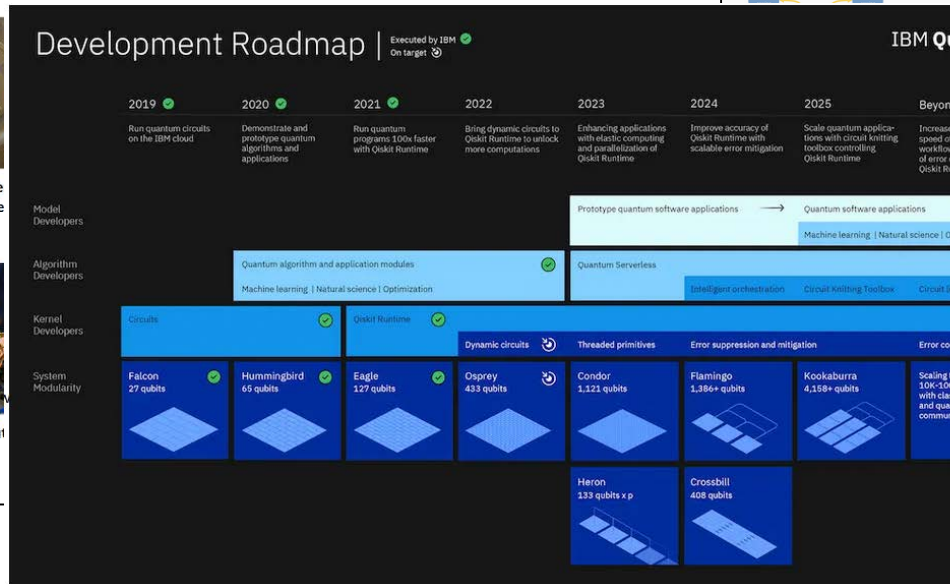 Development Roadmap | Executed by IBM
On target
IBM
2019
Run quantum circuits
on the IBM cloud
2020
Demonstrate and
prototype quantum
algorithms and
applications
2021
Run quantum
programs 100x faster
with Qiskit Runtime
2022
Bring dynamic circuits to
Qiskit Runtime to unlock
more computations
2023
Enhancing applications
with elastic computing
and parallelization of
Qiskit Runtime
2024
Improve accuracy of
Qiskit Runtime with
scalable error mitigation
2025
Scale quantum applica-
tions with circuit knitting
toolbox controlling
Qiskit Runtime
Model
Developers
Prototype quantum software applications →
Quantum software applications
Machine learning | Natural science |
Algorithm
Developers
Quantum algorithm and application modules
Machine learning | Natural science | Optimization
Quantum Serverless
Intelligent orchestration
Circuit Knitting Toolbox
Circuit
Kernel
Developers
Circuits
Qiskit Runtime
Dynamic circuits
Threaded primitives
Error suppression and mitigation
Error
System
Modularity
Falcon
27 qubits
Hummingbird
65 qubits
Eagle
127 qubits
Osprey
433 qubits
Condor
1,121 qubits
Flamingo
1,386+ qubits
Kookaburra
4,158+ qubits
Scaling
with
and
Heron
133 qubits x p
Crossbill
408 qubits